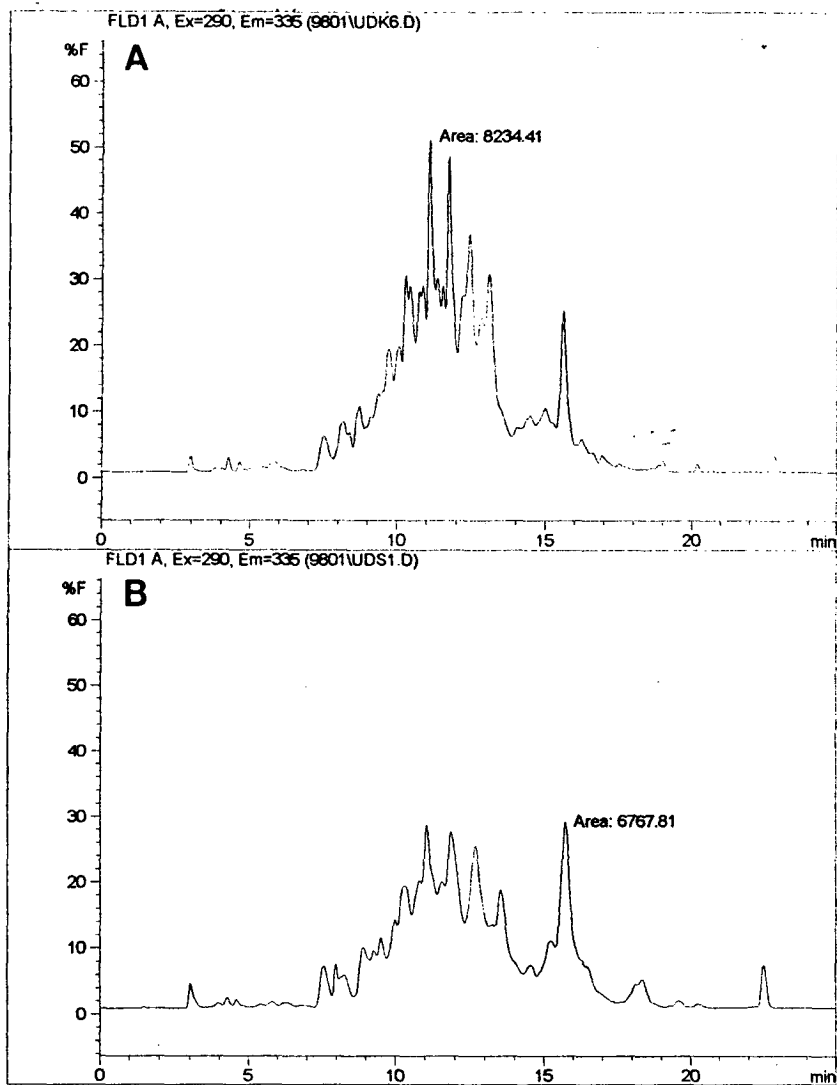 FLD1 A, Ex=290, Em=335 (9801\UDK6.D)
%F
A
60
Area: 8234.41
50
40
30
20
10
0
0 5 10 15 20 min
FLD1 A, Ex=290, Em=335 (9801\UDS1.D)
%F
B
60
50
40
30
Area: 6767.81
20
10
0
0 5 10 15 20 min